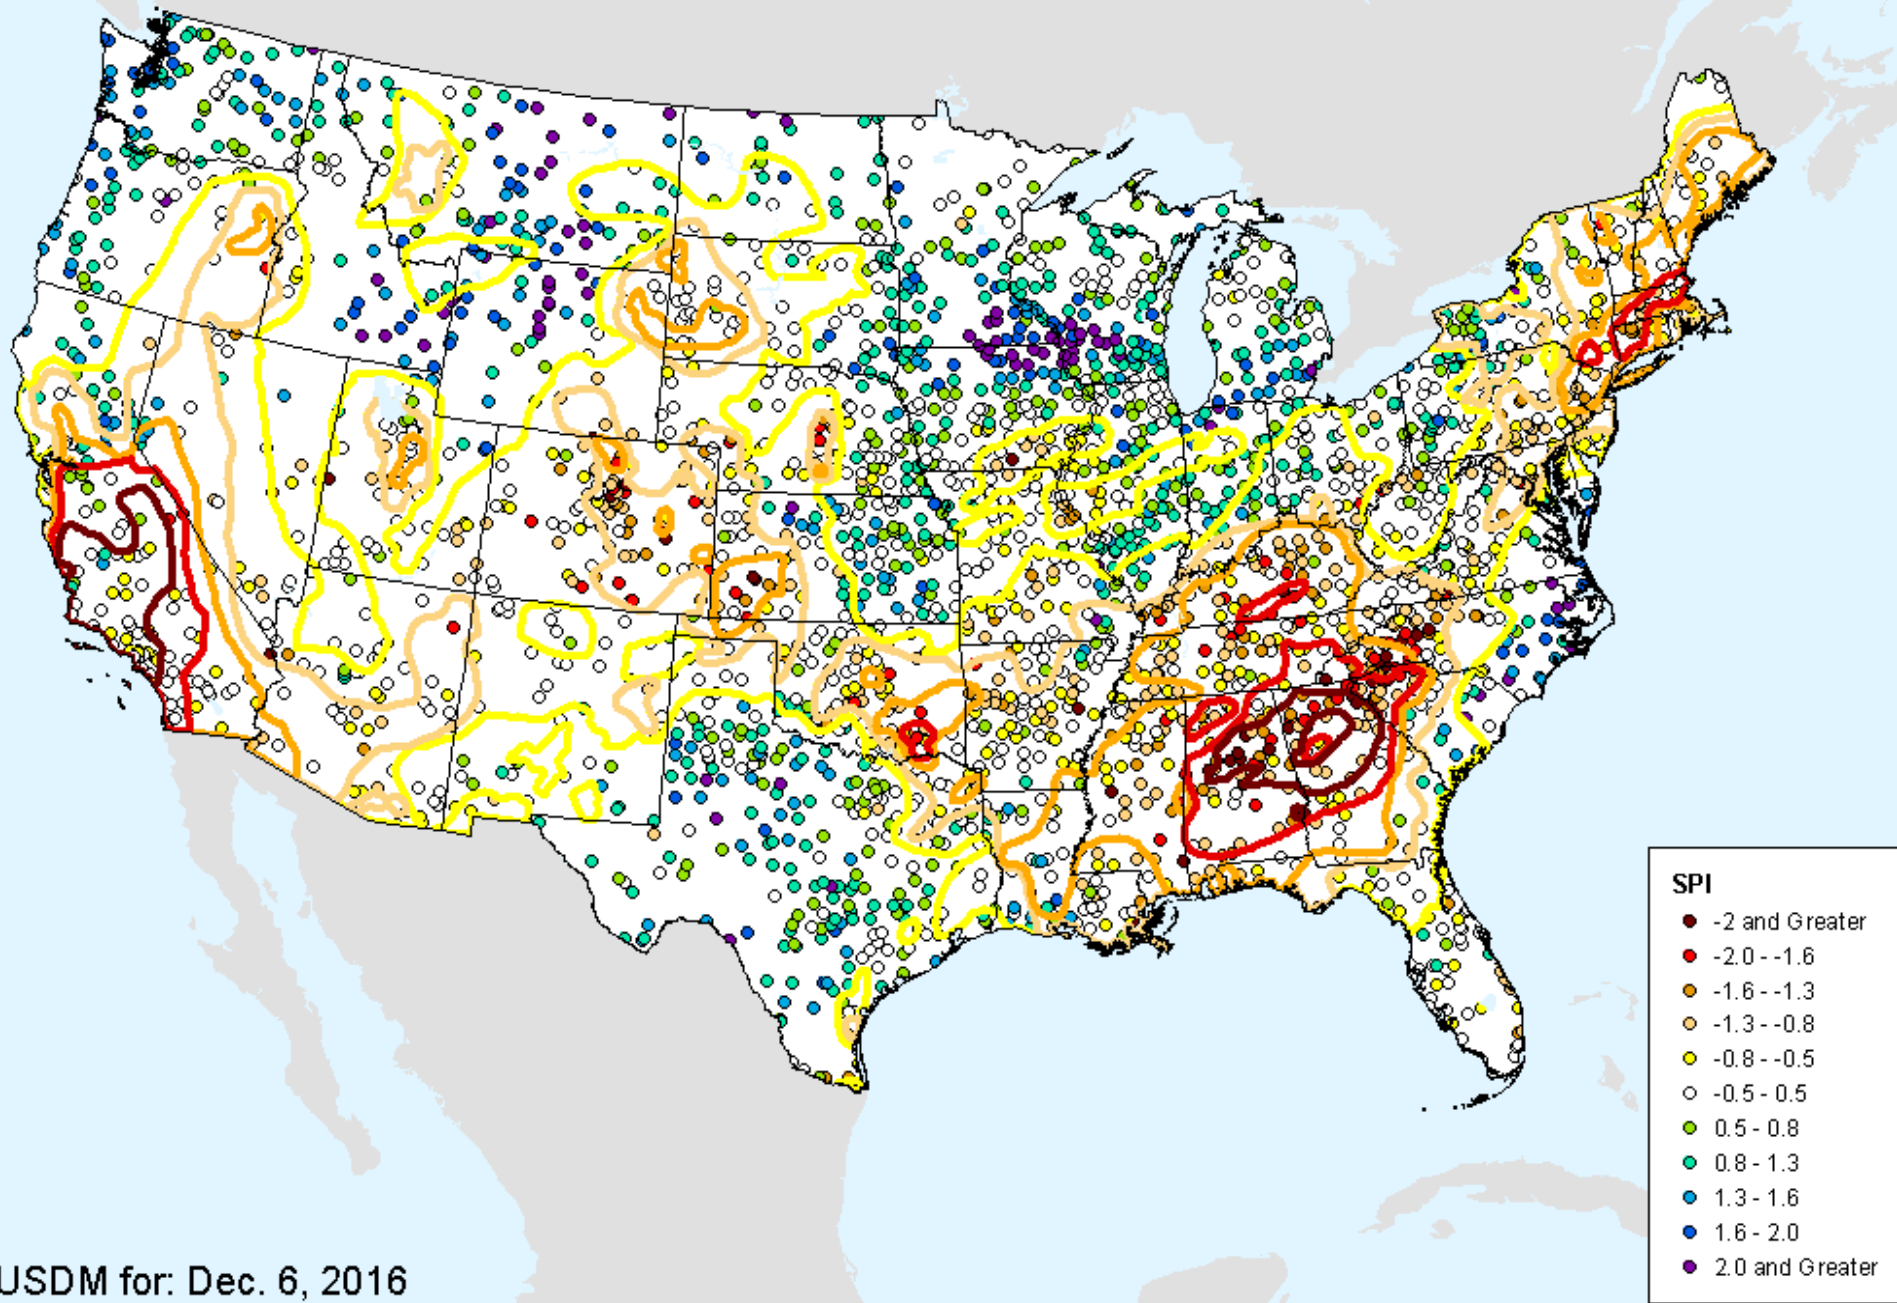 SPI
-2 and Greater
-2.0 - -1.6
-1.6 - -1.3
-1.3 - -0.8
-0.8 - -0.5
-0.5 - 0.5
0.5 - 0.8
0.8 - 1.3
1.3 - 1.6
1.6 - 2.0
2.0 and Greater
USDM for: Dec. 6, 2016